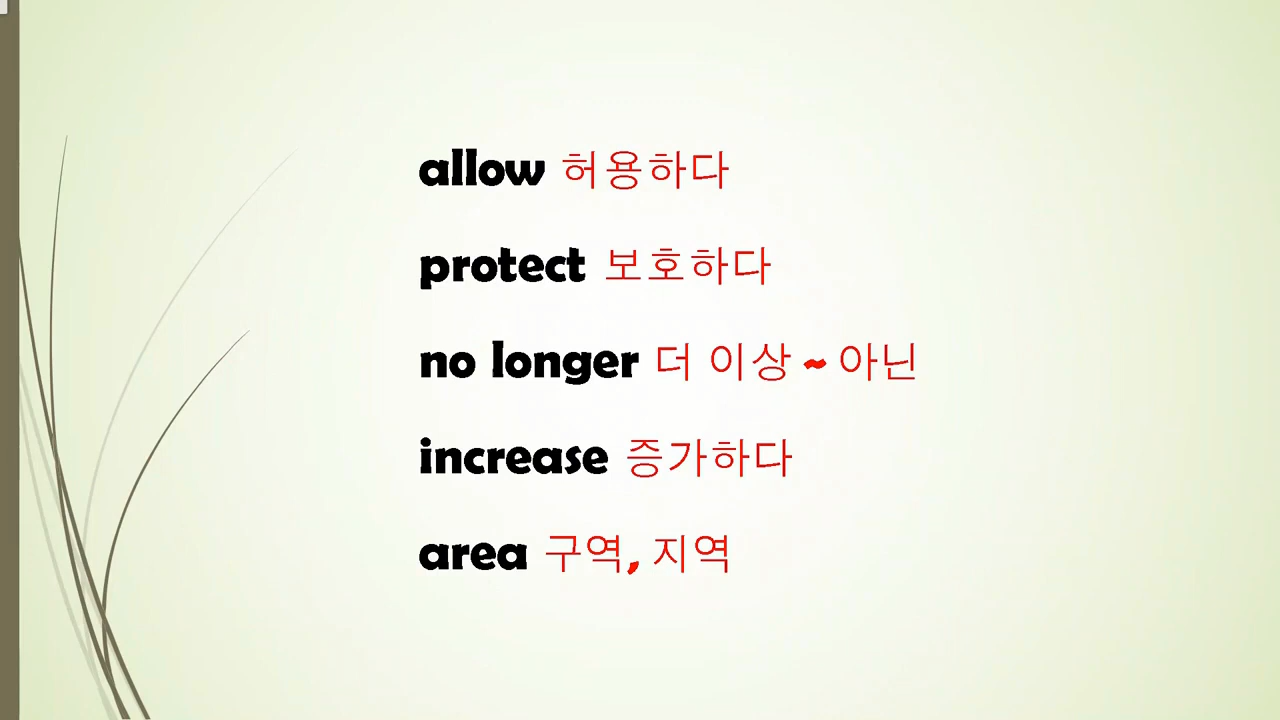 allow 허용하다
protect 보호하다
no longer 더 이상 ~ 아닌
increase 증가하다
area 구역, 지역